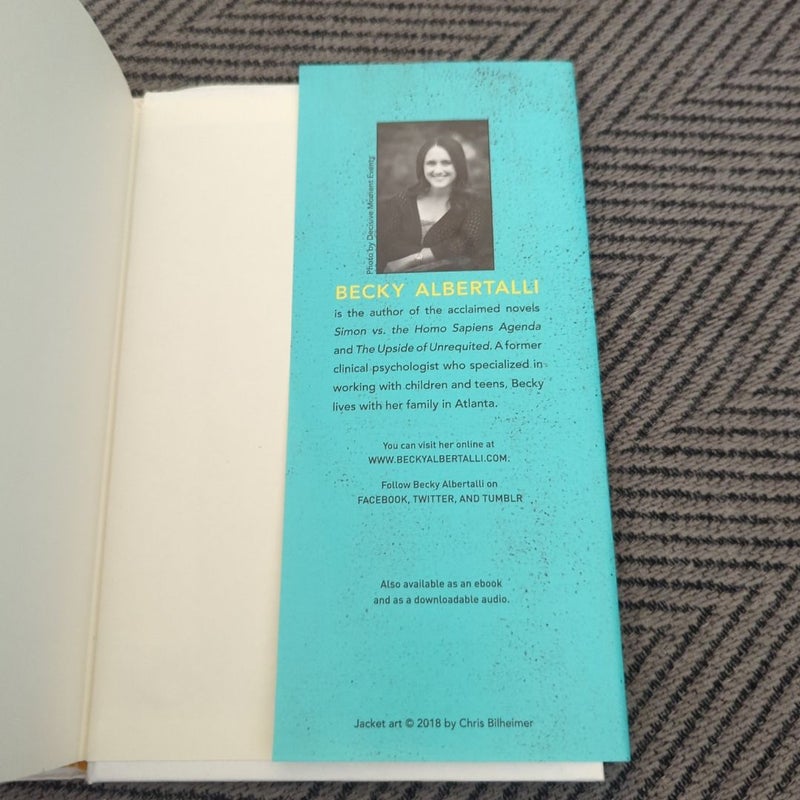 Photo by Decisive Moment Events
BECKY ALBERTALLI
is the author of the acclaimed novels
Simon vs. the Homo Sapiens Agenda
and The Upside of Unrequited. A former
clinical psychologist who specialized in
working with children and teens, Becky
lives with her family in Atlanta.
You can visit her online at
WWW.BECKYALBERTALLI.COM.
Follow Becky Albertalli on
FACEBOOK, TWITTER, AND TUMBLR
Also available as an ebook
and as a downloadable audio.
Jacket art © 2018 by Chris Bilheimer